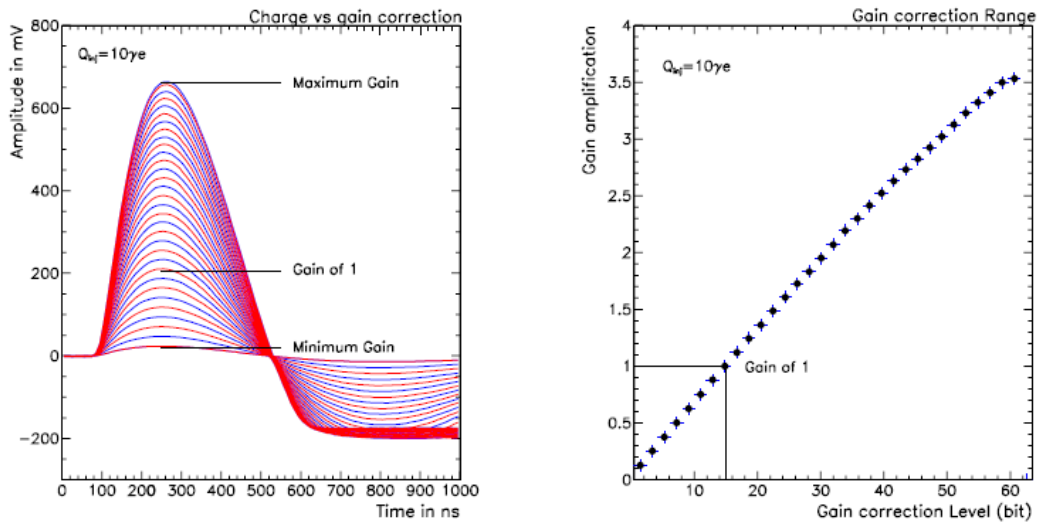 Charge vs gain correction
Amplitude in mV
800
600
400
200
0
-200
Q_inj=10γe
Maximum Gain
Gain of 1
Minimum Gain
0 100 200 300 400 500 600 700 800 900 1000
Time in ns
Gain correction Range
Gain amplification
4
3.5
3
2.5
2
1.5
1
0.5
0
Q_inj=10γe
Gain of 1
10 20 30 40 50 60
Gain correction Level (bit)